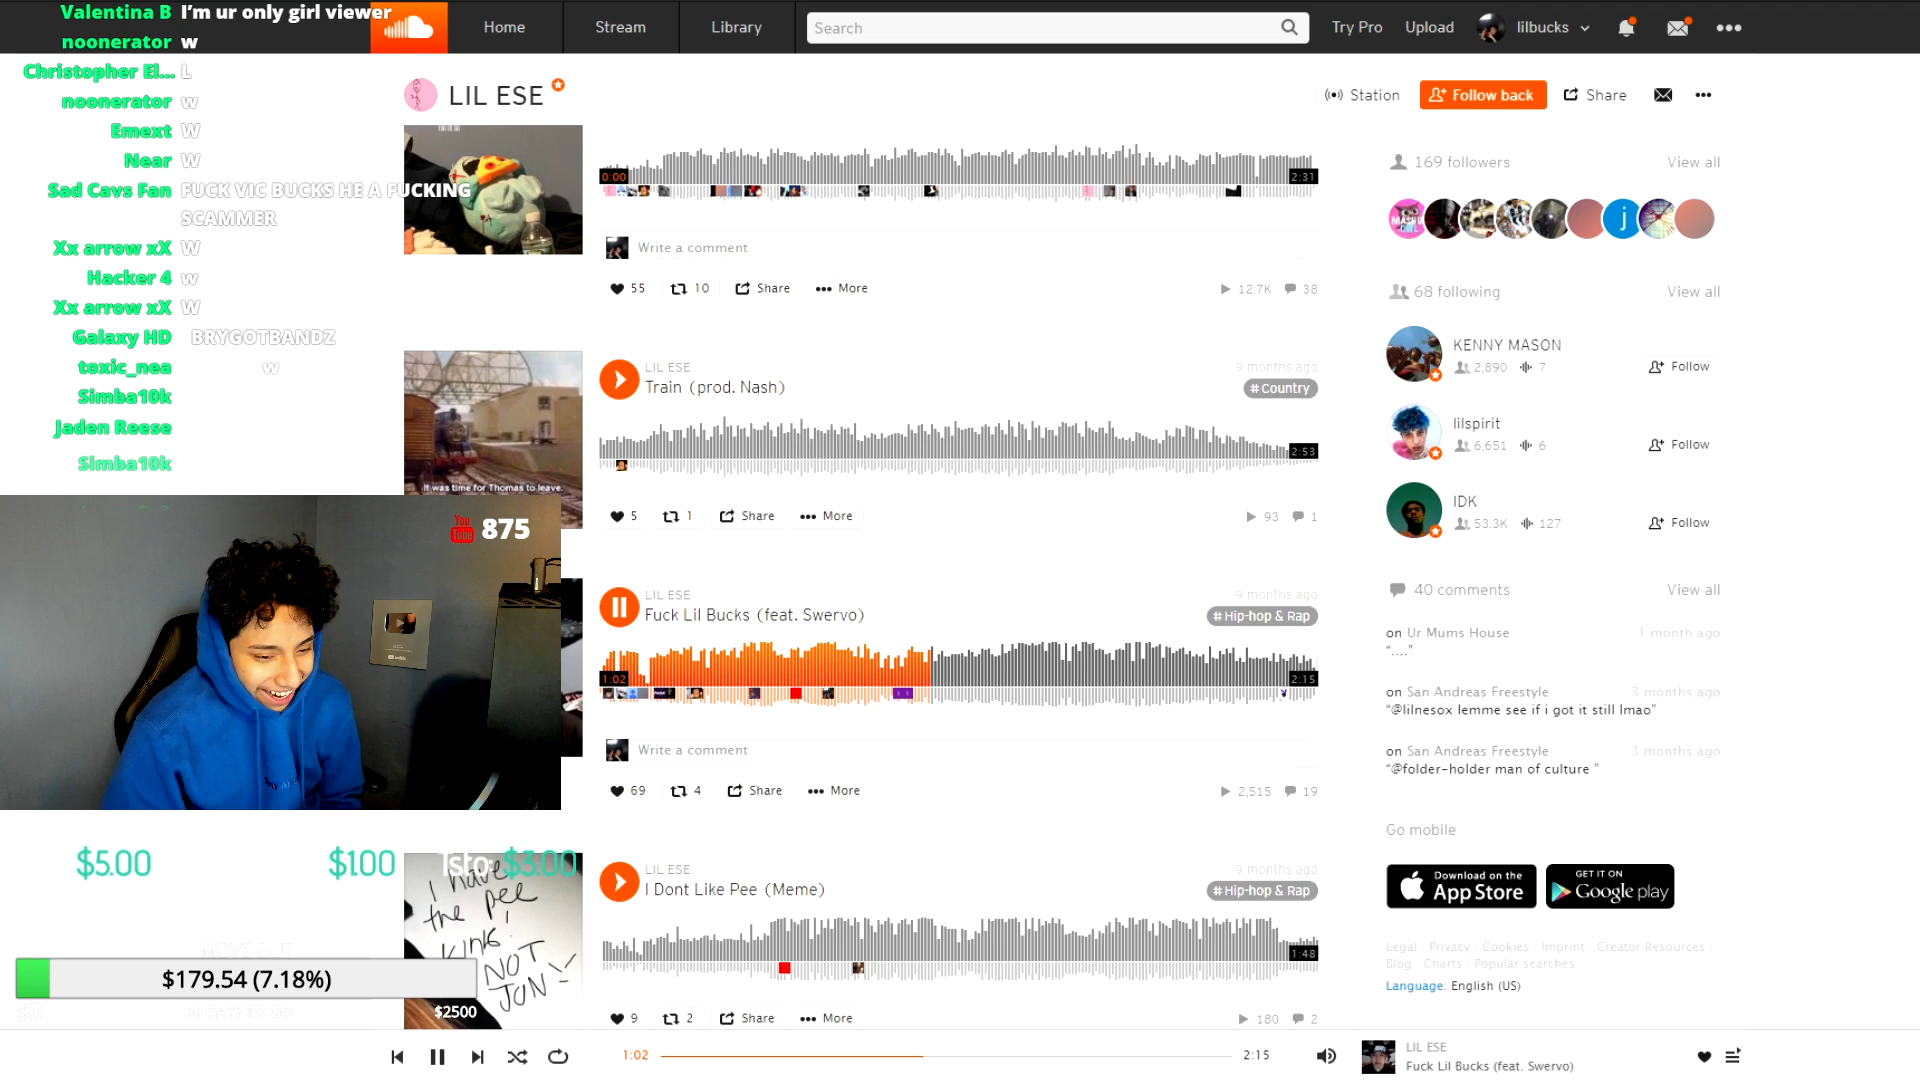 Valentina B I'm ur only girl viewer
noonerator w
Christopher El... L
noonerator w
Emext W
Near W
Sad Cavs Fan FUCK VIC BUCKS HE A FUCKING
SCAMMER
Xx arrow xX W
Hacker 4 w
Xx arrow xX W
Galaxy HD BRYGOTBANDZ
toxic_nea w
Simba10k
Jaden Reese
Simba10k
You
Tube 875
$5.00 $100 Tsto: $3.00
$179.54 (7.18%)
$2500
Home Stream Library Search Try Pro Upload lilbucks
LIL ESE
Station Follow back Share
0:00 2:31
Write a comment
55 10 Share More 12.7K 38
It was time for Thomas to leave.
LIL ESE 9 months ago
Train (prod. Nash) # Country
2:53
5 1 Share More 93 1
LIL ESE 9 months ago
Fuck Lil Bucks (feat. Swervo) # Hip-hop & Rap
1:02 2:15
Write a comment
69 4 Share More 2,515 19
I have
the pee
King!
NOT
JON
LIL ESE 9 months ago
I Dont Like Pee (Meme) # Hip-hop & Rap
1:48
9 2 Share More 180 2
169 followers View all
MASHU
j
68 following View all
KENNY MASON
2,890 7 Follow
lilspirit
6,651 6 Follow
IDK
53.3K 127 Follow
40 comments View all
on Ur Mums House 1 month ago
"...."
on San Andreas Freestyle 3 months ago
"@lilnesox lemme see if i got it still lmao"
on San Andreas Freestyle 3 months ago
"@folder-holder man of culture "
Go mobile
Download on the
App Store
GET IT ON
Google play
Legal · Privacy · Cookies · Imprint · Creator Resources ·
Blog · Charts · Popular searches
Language: English (US)
1:02 2:15
LIL ESE
Fuck Lil Bucks (feat. Swervo)